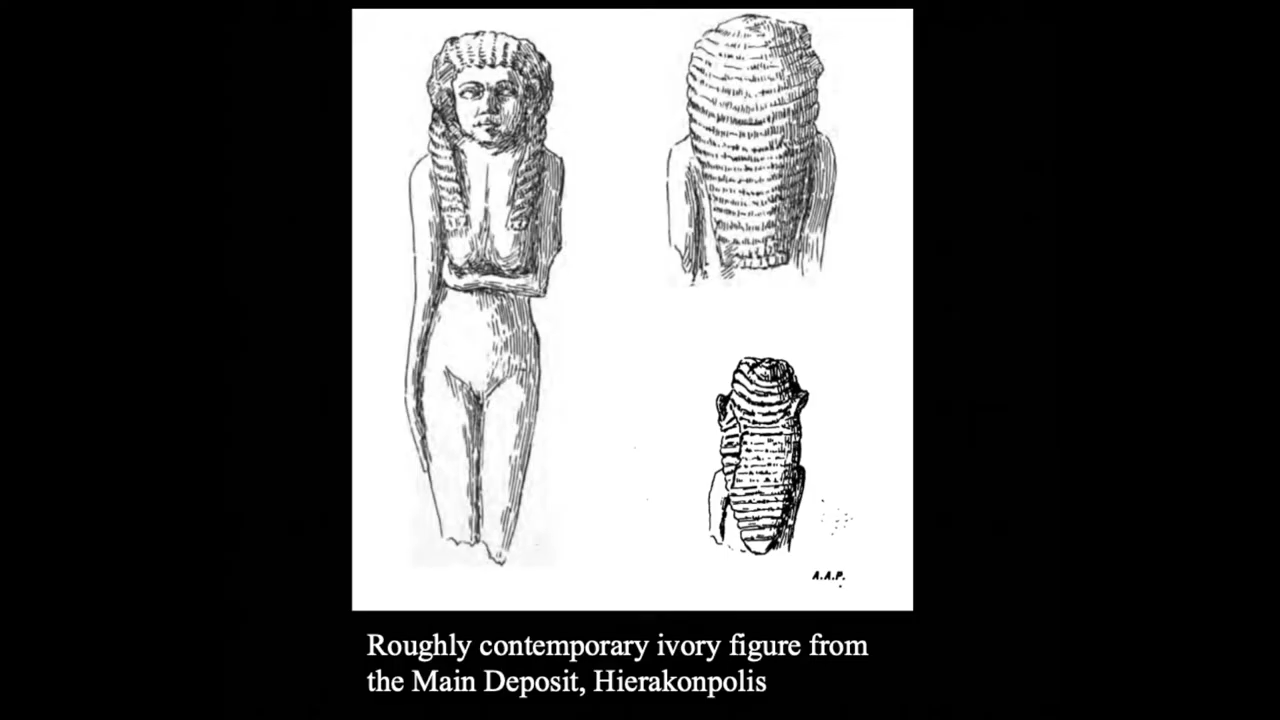 A.A.P.
Roughly contemporary ivory figure from
the Main Deposit, Hierakonpolis